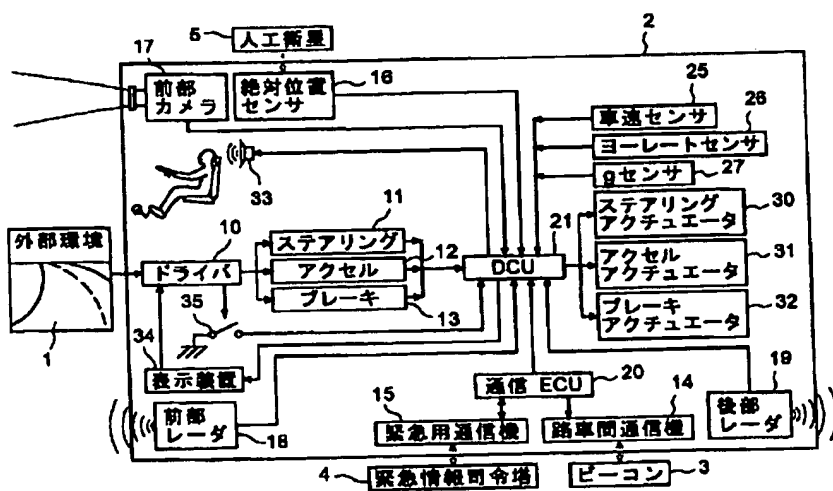 5
人工衛星
2
17
前部
カメラ
絶対位置
センサ
16
25
車速センサ
26
ヨーレートセンサ
27
gセンサ
33
11
ステアリング
ステアリング
アクチュエータ
30
外部環境
10
ドライバ
12
アクセル
21
DCU
アクセル
アクチュエータ
31
ブレーキ
13
ブレーキ
アクチュエータ
32
35
1
34
表示装置
通信 ECU
20
19
後部
レーダ
前部
レーダ
18
15
緊急用通信機
14
路車間通信機
4
緊急情報司令塔
ビーコン
3